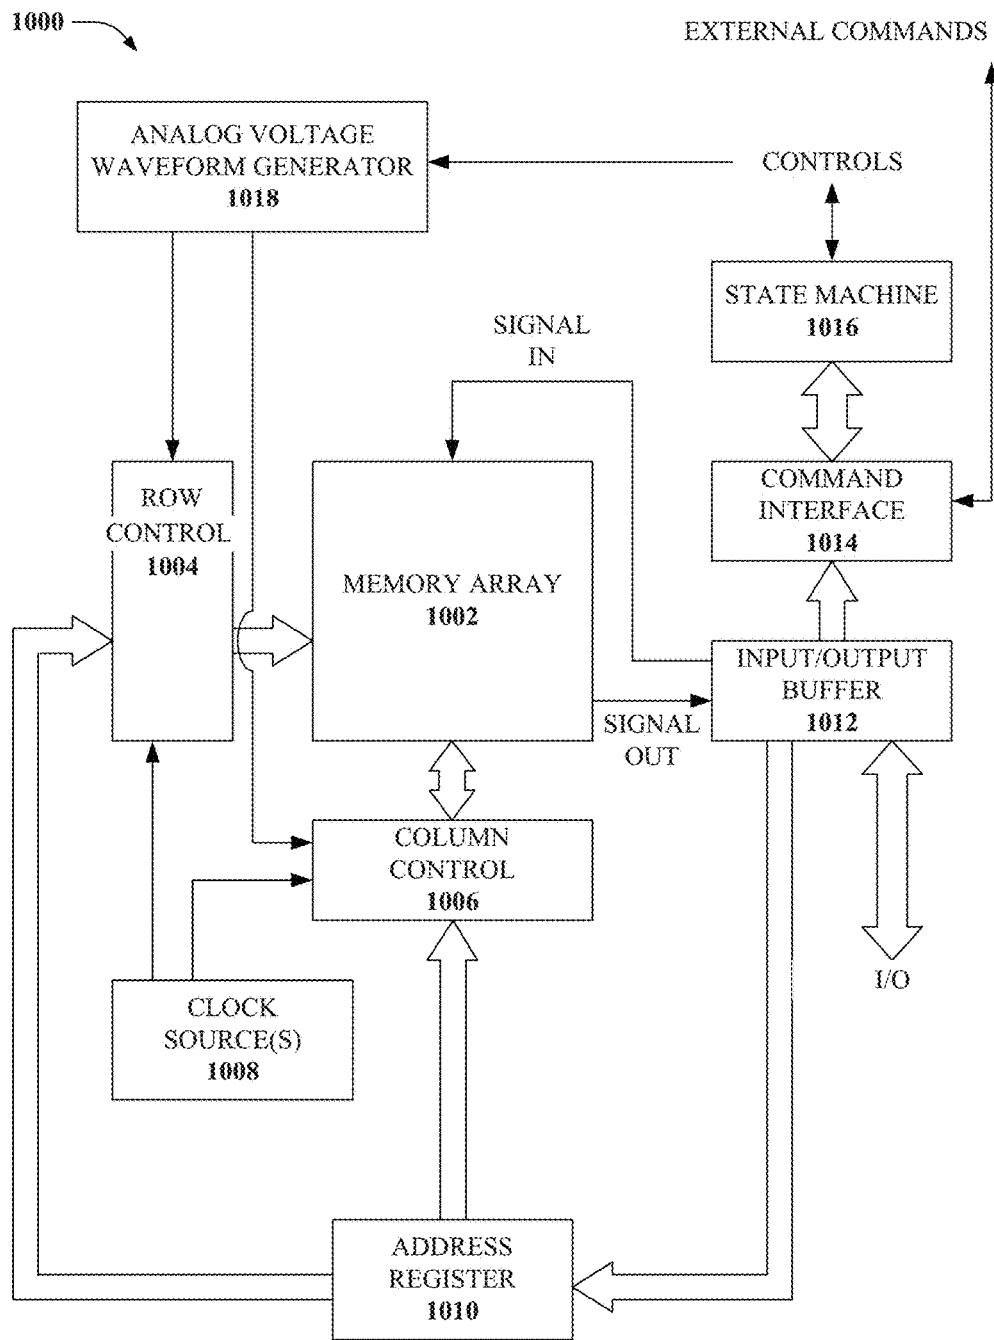 1000
EXTERNAL COMMANDS
ANALOG VOLTAGE
WAVEFORM GENERATOR
1018
CONTROLS
STATE MACHINE
1016
SIGNAL
IN
ROW
CONTROL
1004
MEMORY ARRAY
1002
COMMAND
INTERFACE
1014
INPUT/OUTPUT
BUFFER
1012
SIGNAL
OUT
COLUMN
CONTROL
1006
I/O
CLOCK
SOURCE(S)
1008
ADDRESS
REGISTER
1010